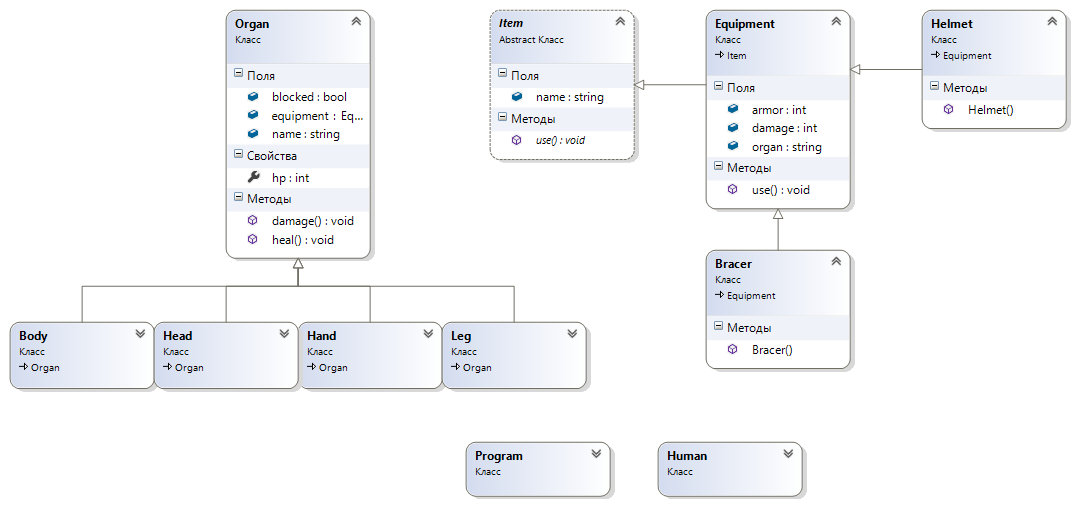 Organ
Класс
Поля
blocked : bool
equipment : Eq...
name : string
Свойства
hp : int
Методы
damage() : void
heal() : void
Item
Abstract Класс
Поля
name : string
Методы
use() : void
Equipment
Класс
Item
Поля
armor : int
damage : int
organ : string
Методы
use() : void
Helmet
Класс
Equipment
Методы
Helmet()
Bracer
Класс
Equipment
Методы
Bracer()
Body
Класс
Organ
Head
Класс
Organ
Hand
Класс
Organ
Leg
Класс
Organ
Program
Класс
Human
Класс